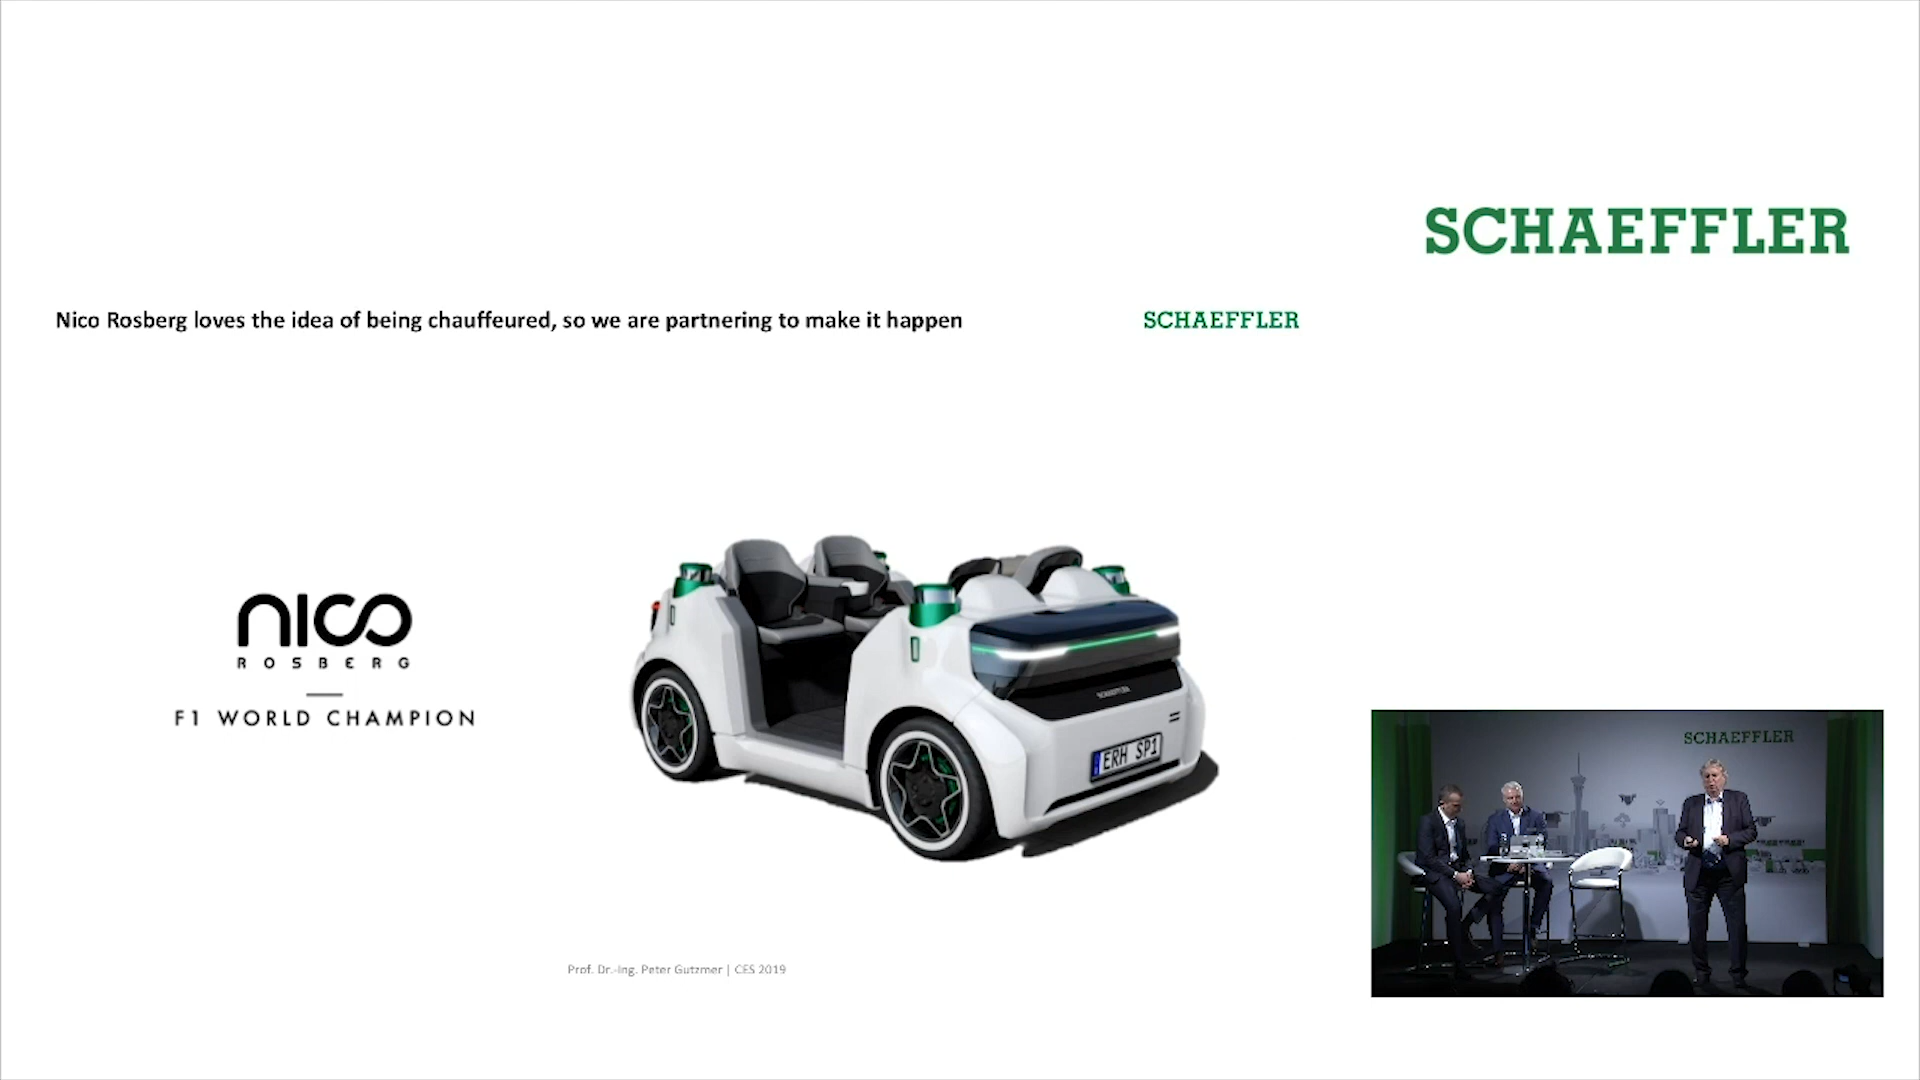 SCHAEFFLER
Nico Rosberg loves the idea of being chauffeured, so we are partnering to make it happen
SCHAEFFLER
nico
ROSBERG
F1 WORLD CHAMPION
SCHAEFFLER
ERH SP1
SCHAEFFLER
Prof. Dr.-Ing. Peter Gutzmer | CES 2019